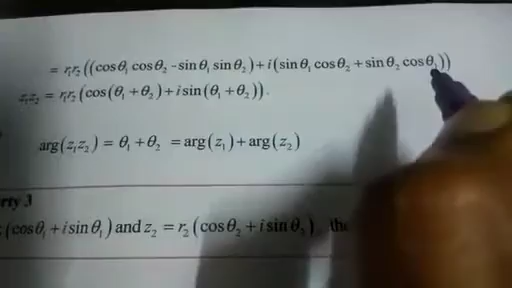 = r₁r₂((cosθ₁ cosθ₂ - sinθ₁ sinθ₂) + i(sinθ₁ cosθ₂ + sinθ₂ cosθ₁))
z₁z₂ = r₁r₂(cos(θ₁ + θ₂) + i sin(θ₁ + θ₂)).
arg(z₁z₂) = θ₁ + θ₂ = arg(z₁) + arg(z₂)
rty 3
(cosθ₁ + i sinθ₁) and z₂ = r₂(cosθ₂ + i sinθ₂), the